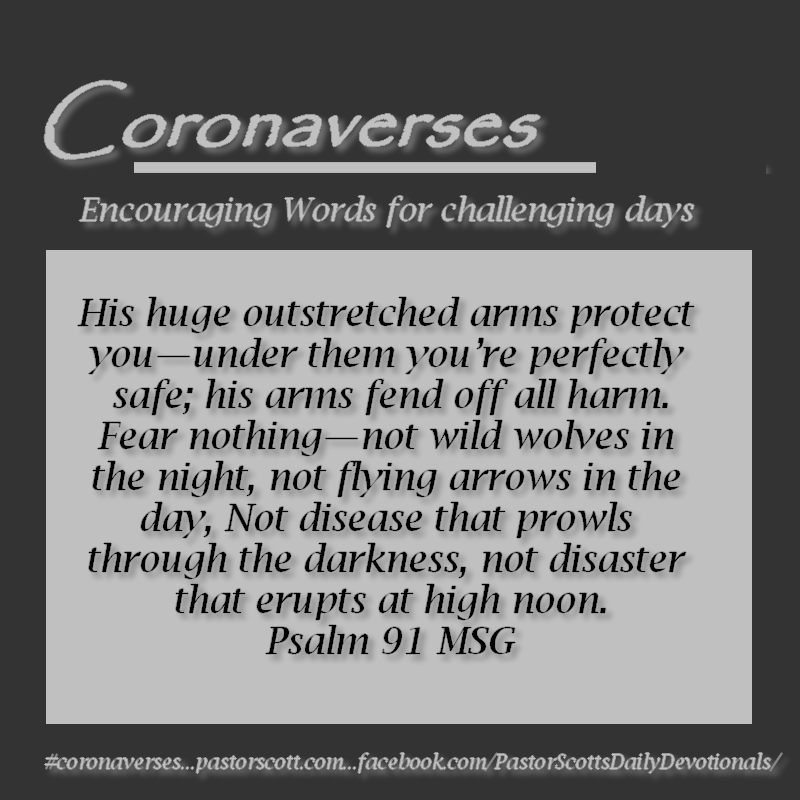 Coronaverses
Encouraging Words for challenging days
His huge outstretched arms protect
you—under them you're perfectly
safe; his arms fend off all harm.
Fear nothing—not wild wolves in
the night, not flying arrows in the
day, Not disease that prowls
through the darkness, not disaster
that erupts at high noon.
Psalm 91 MSG
#coronaverses...pastorscott.com...facebook.com/PastorScottsDailyDevotionals/